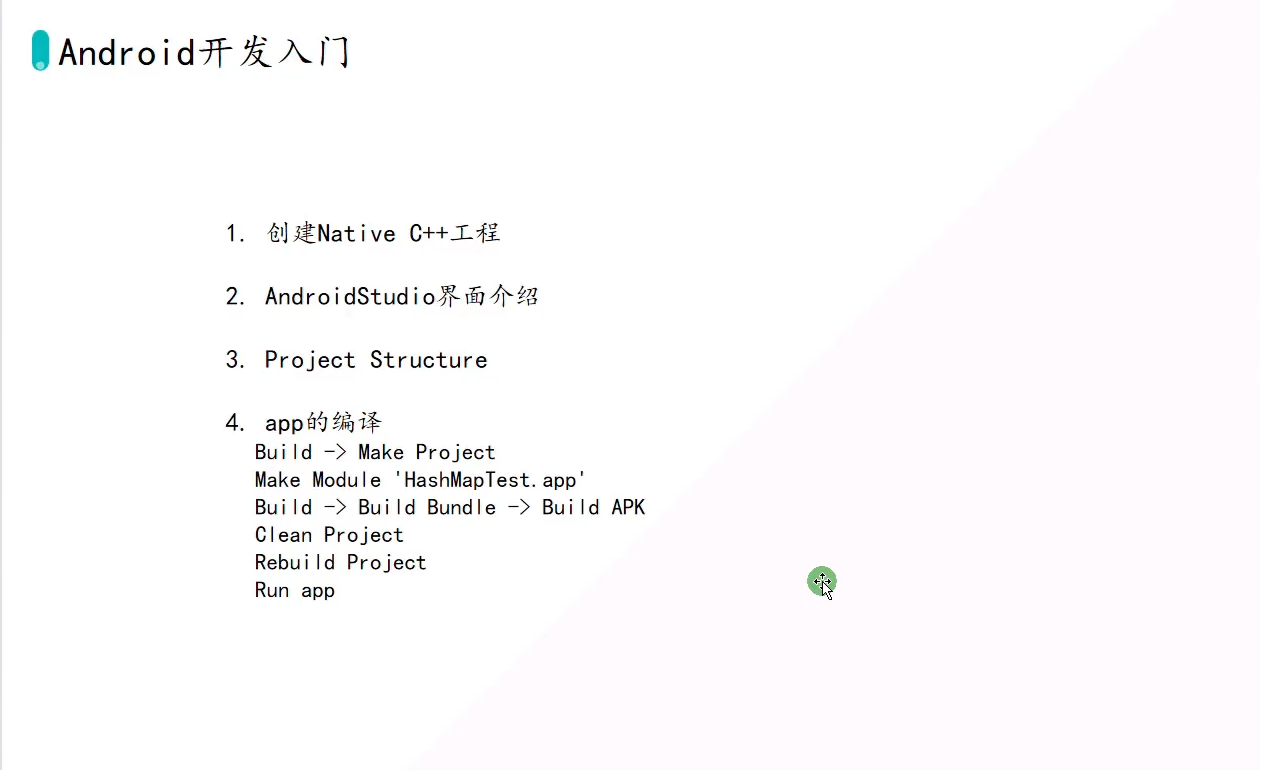 Android开发入门
1. 创建Native C++工程
2. AndroidStudio界面介绍
3. Project Structure
4. app的编译
Build -> Make Project
Make Module 'HashMapTest.app'
Build -> Build Bundle -> Build APK
Clean Project
Rebuild Project
Run app